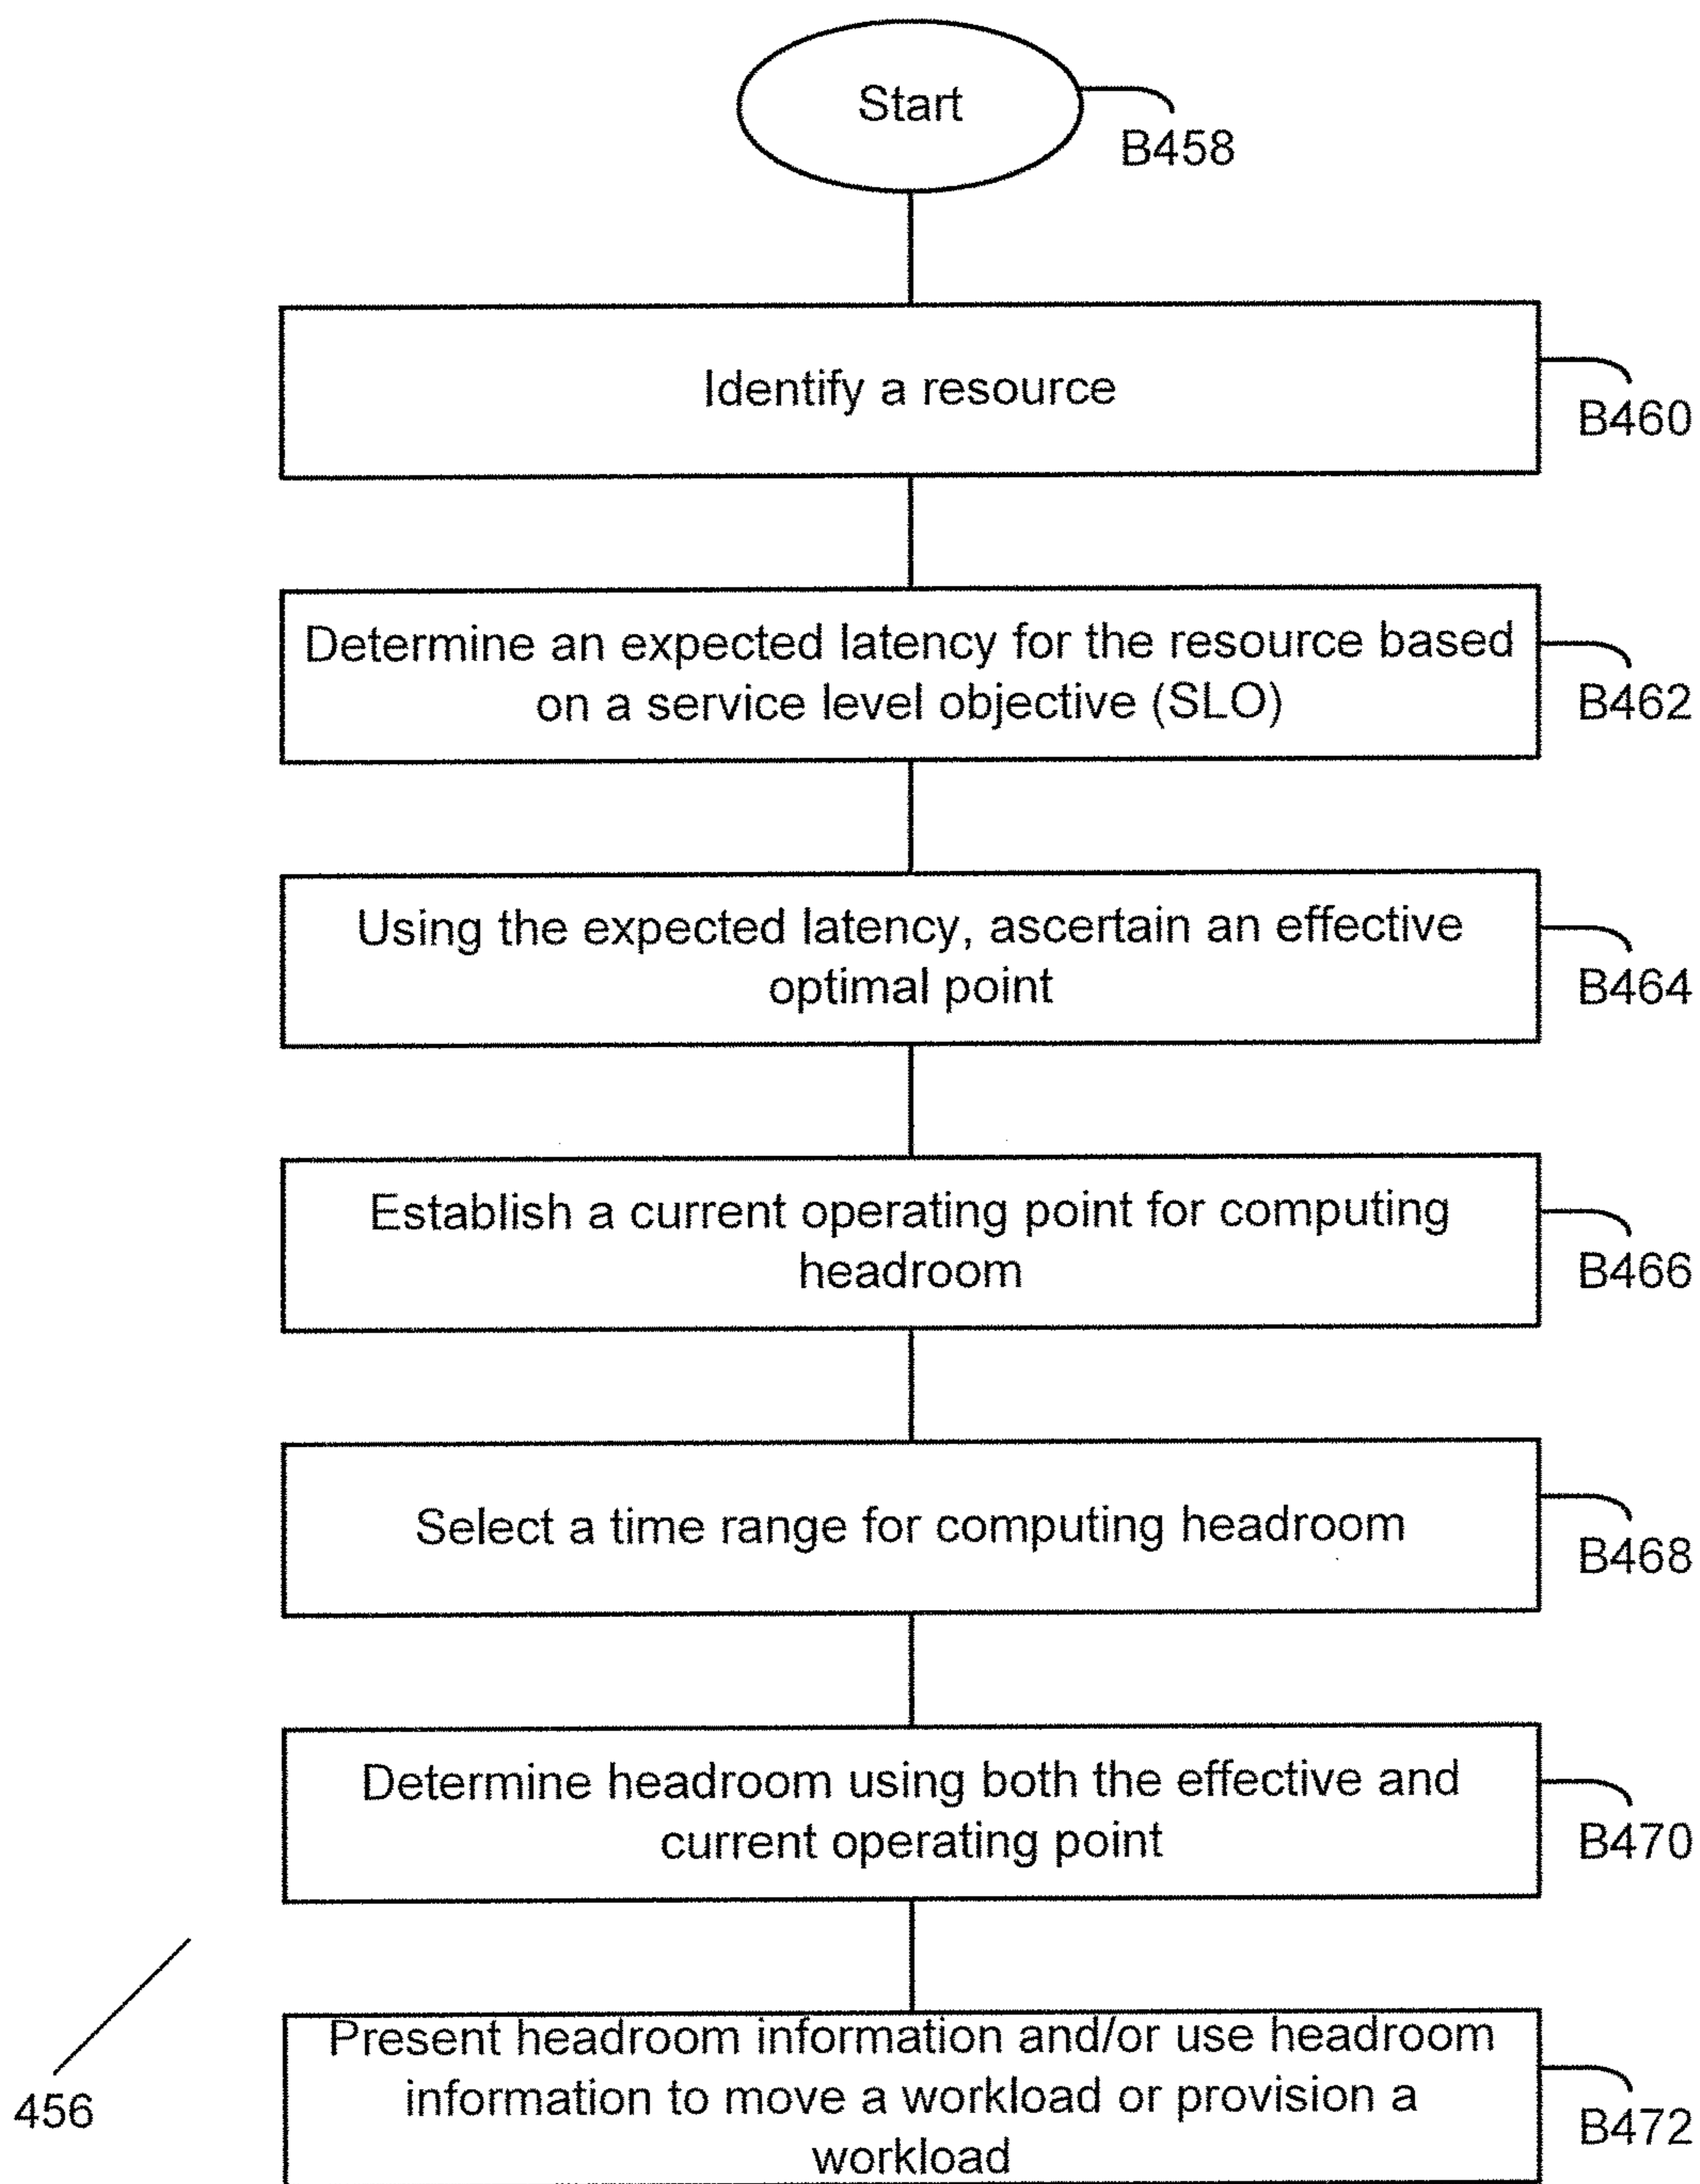 Start
B458
Identify a resource
B460
Determine an expected latency for the resource based
on a service level objective (SLO)
B462
Using the expected latency, ascertain an effective
optimal point
B464
Establish a current operating point for computing
headroom
B466
Select a time range for computing headroom
B468
Determine headroom using both the effective and
current operating point
B470
Present headroom information and/or use headroom
information to move a workload or provision a
workload
B472
456